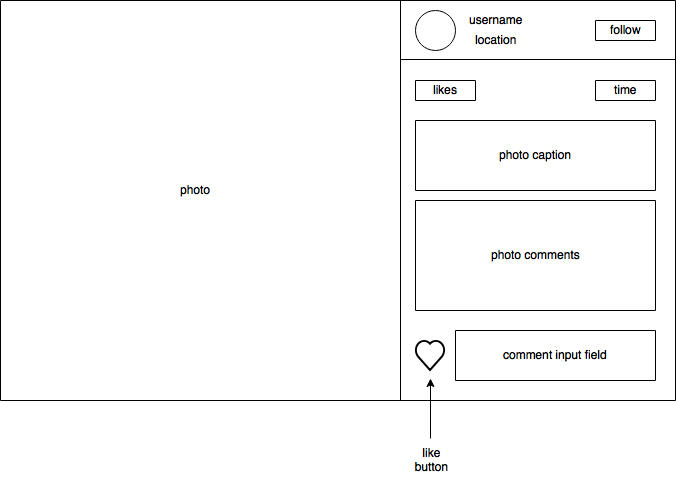 photo
username
location
follow
likes
time
photo caption
photo comments
comment input field
like
button